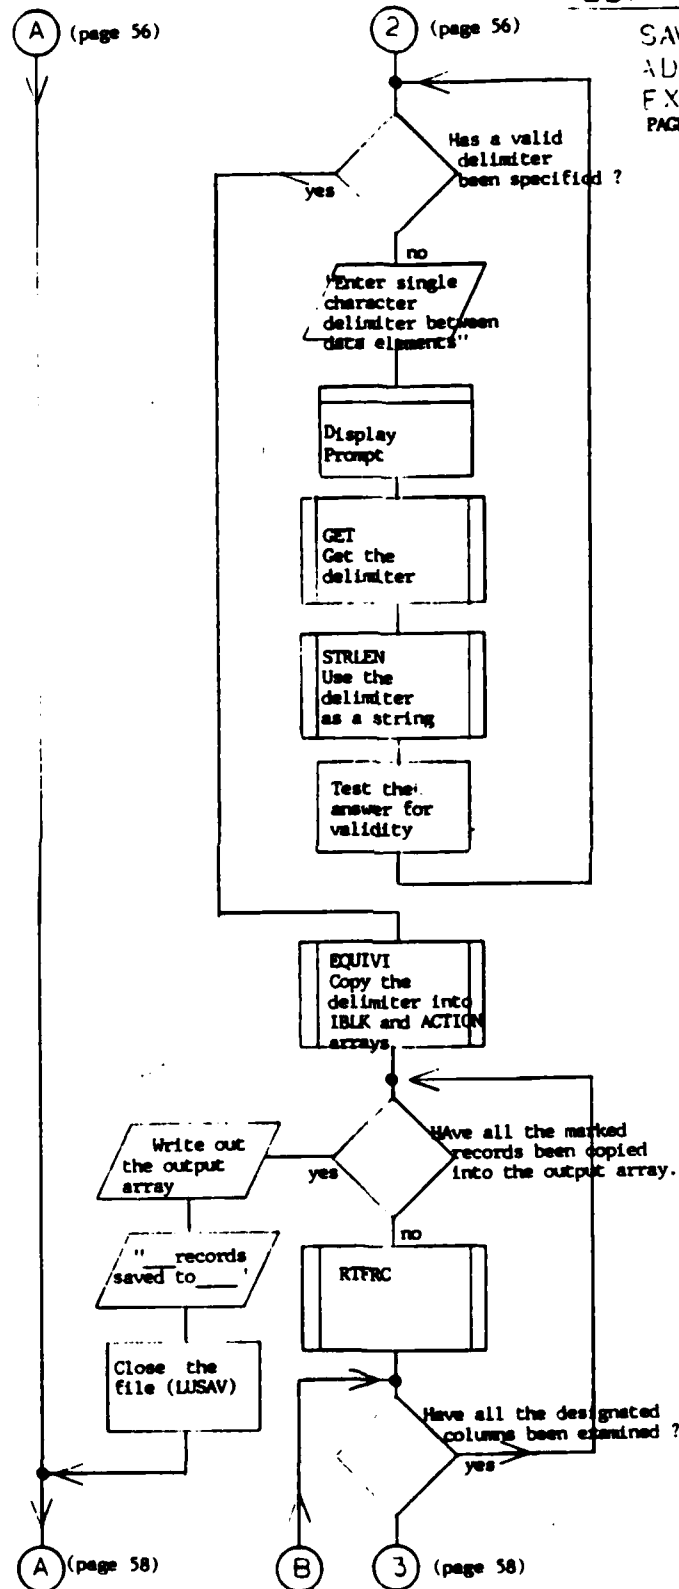 A (page 56)
2 (page 56)
PAG
Has a valid
delimiter
been specified ?
yes
no
"Enter single
character
delimiter between
data elements"
Display
Prompt
GET
Get the
delimiter
STRLEN
Use the
delimiter
as a string
Test the
answer for
validity
EQUIVI
Copy the
delimiter into
IBLK and ACTION
arrays
HAve all the marked
records been copied
into the output array.
yes
no
Write out
the output
array
"___records
saved to____'
Close the
file (LUSAV)
RTFRC
Have all the designated
columns been examined ?
yes
A (page 58)
B
3 (page 58)